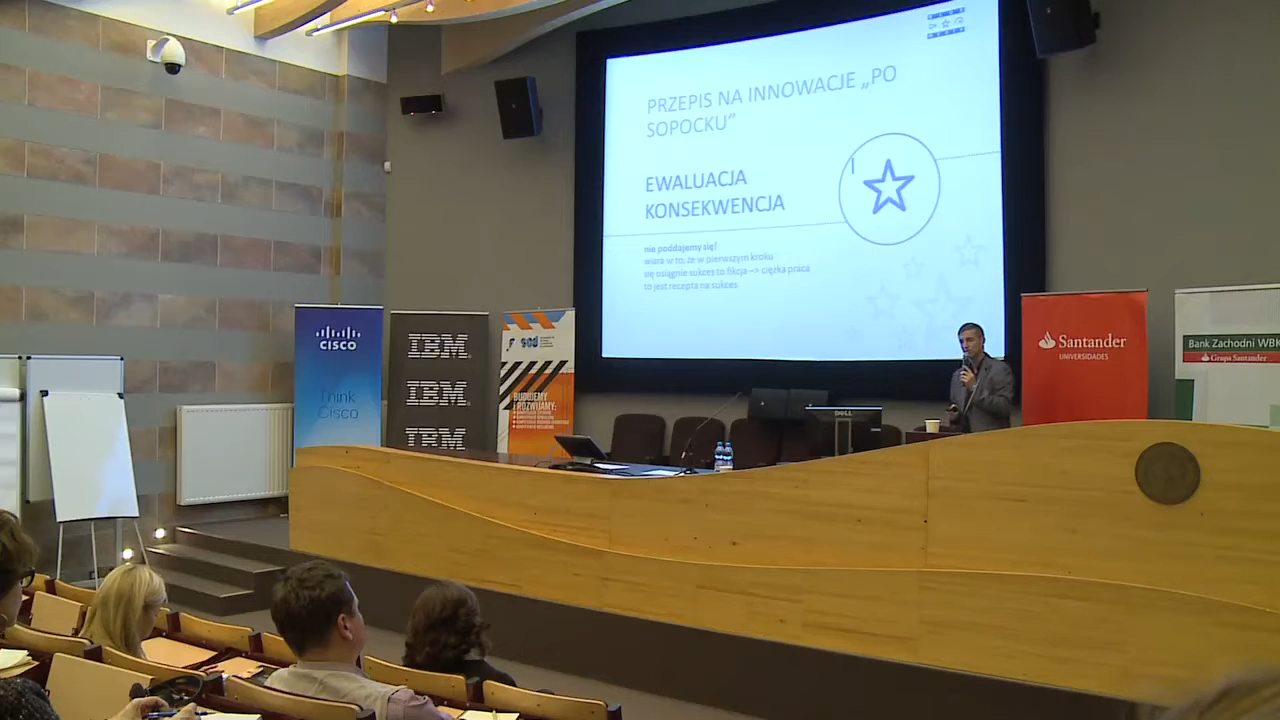 PRZEPIS NA INNOWACJE „PO
SOPOCKU”
EWALUACJA
KONSEKWENCJA
nie poddajemy się!
wiara w to, że w pierwszym kroku
się osiągnie sukces to fikcja –> ciężka praca
to jest recepta na sukces
CISCO
Think
Cisco
IBM
IBM
IBM
BUDUJEMY
I ROZWIJAMY:
DELL
Santander
UNIVERSIDADES
Bank Zachodni WBK
Grupa Santander